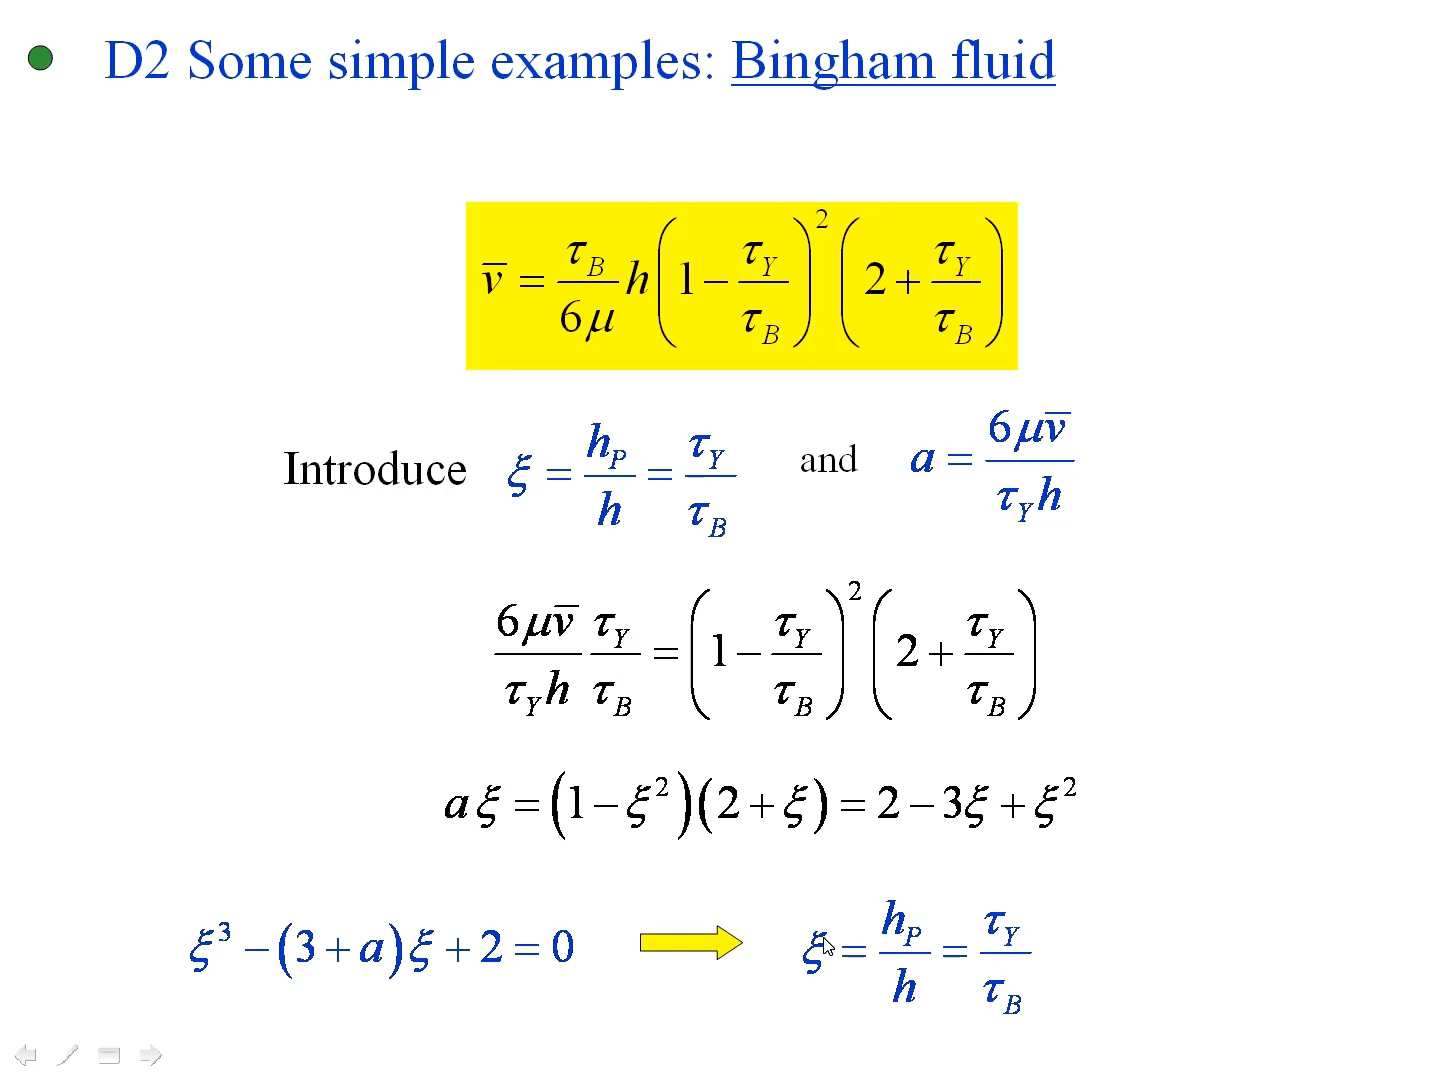 D2 Some simple examples: Bingham fluid
v̅ = τ_B/6μ h (1 − τ_Y/τ_B)² (2 + τ_Y/τ_B)
Introduce ξ = h_P/h = τ_Y/τ_B and a = 6μv̅/τ_Y h
6μv̅/τ_Y h τ_Y/τ_B = (1 − τ_Y/τ_B)² (2 + τ_Y/τ_B)
aξ = (1 − ξ²)(2 + ξ) = 2 − 3ξ + ξ²
ξ³ − (3 + a)ξ + 2 = 0 ξ = h_P/h = τ_Y/τ_B